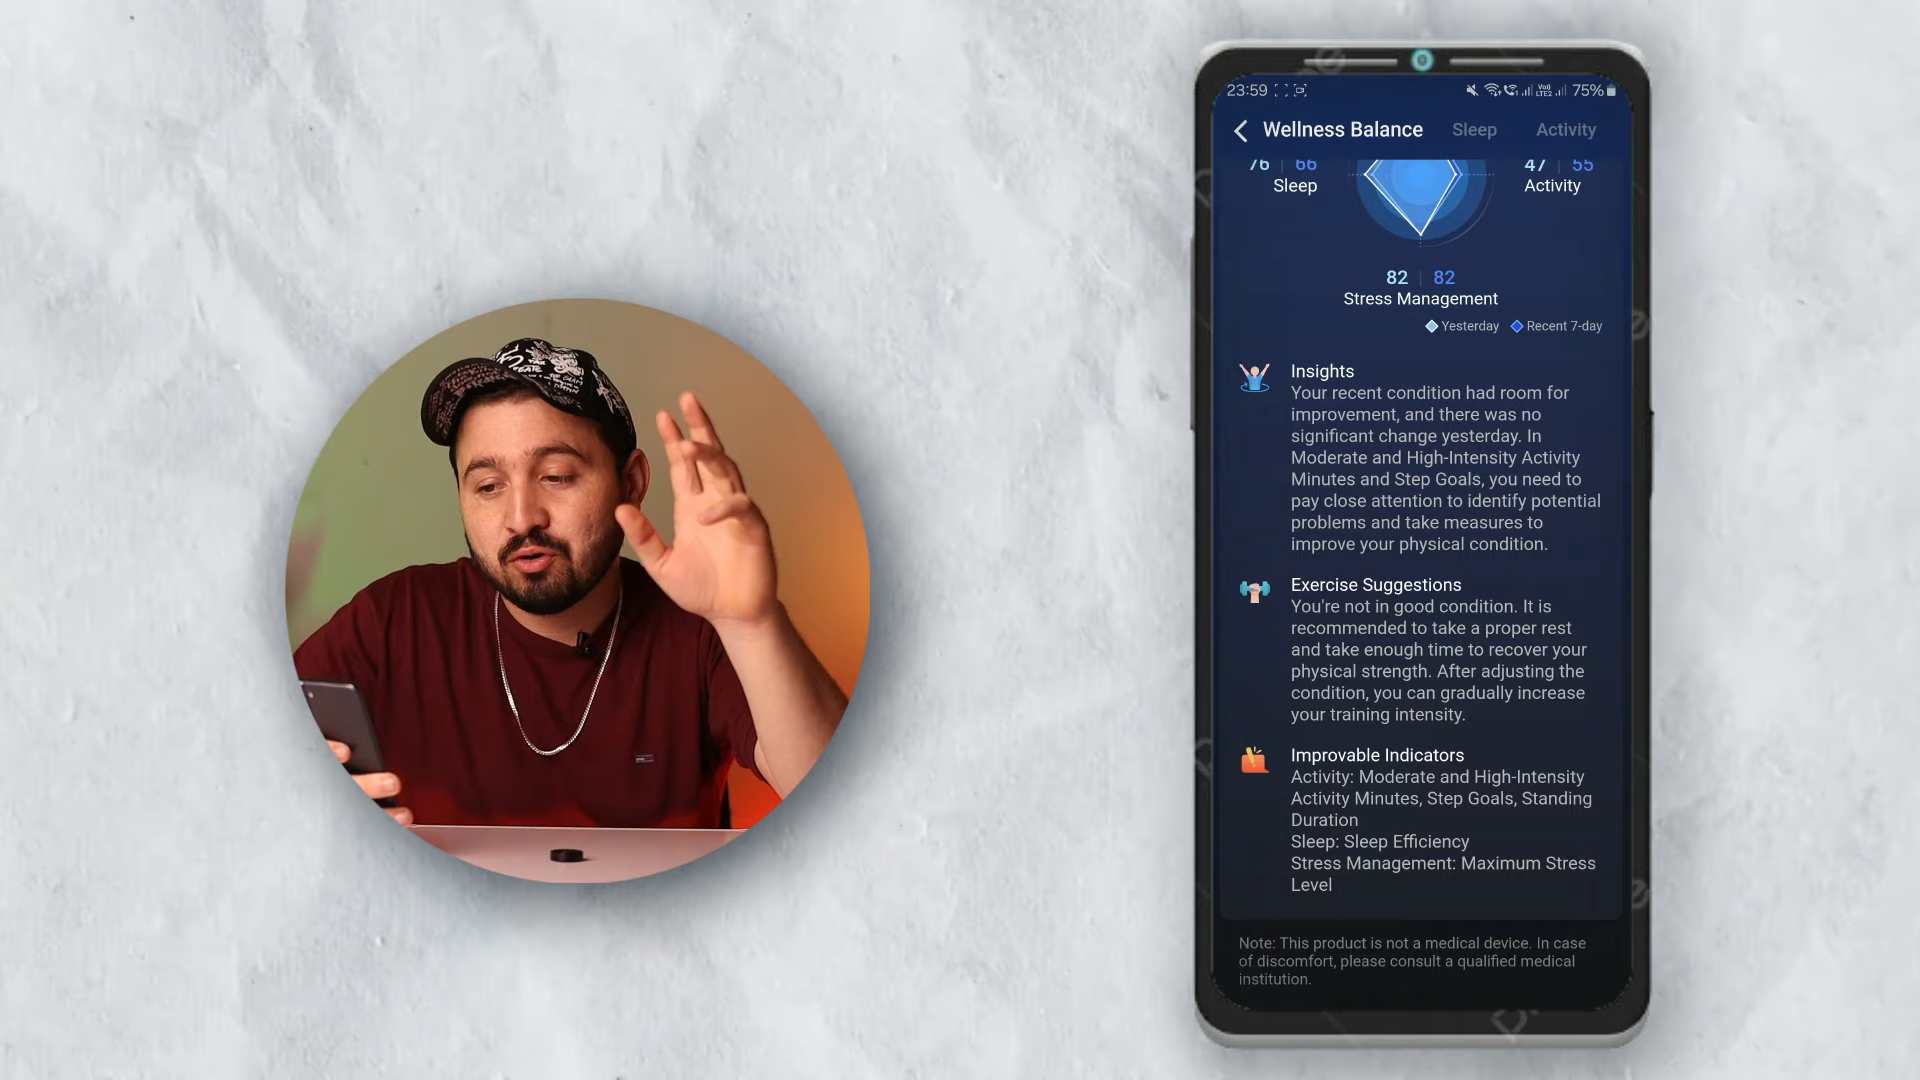 23:59 75%
Wellness Balance Sleep Activity
76 | 66 47 | 55
Sleep Activity
82 | 82
Stress Management
Yesterday Recent 7-day
Insights
Your recent condition had room for
improvement, and there was no
significant change yesterday. In
Moderate and High-Intensity Activity
Minutes and Step Goals, you need to
pay close attention to identify potential
problems and take measures to
improve your physical condition.
Exercise Suggestions
You're not in good condition. It is
recommended to take a proper rest
and take enough time to recover your
physical strength. After adjusting the
condition, you can gradually increase
your training intensity.
Improvable Indicators
Activity: Moderate and High-Intensity
Activity Minutes, Step Goals, Standing
Duration
Sleep: Sleep Efficiency
Stress Management: Maximum Stress
Level
Note: This product is not a medical device. In case
of discomfort, please consult a qualified medical
institution.